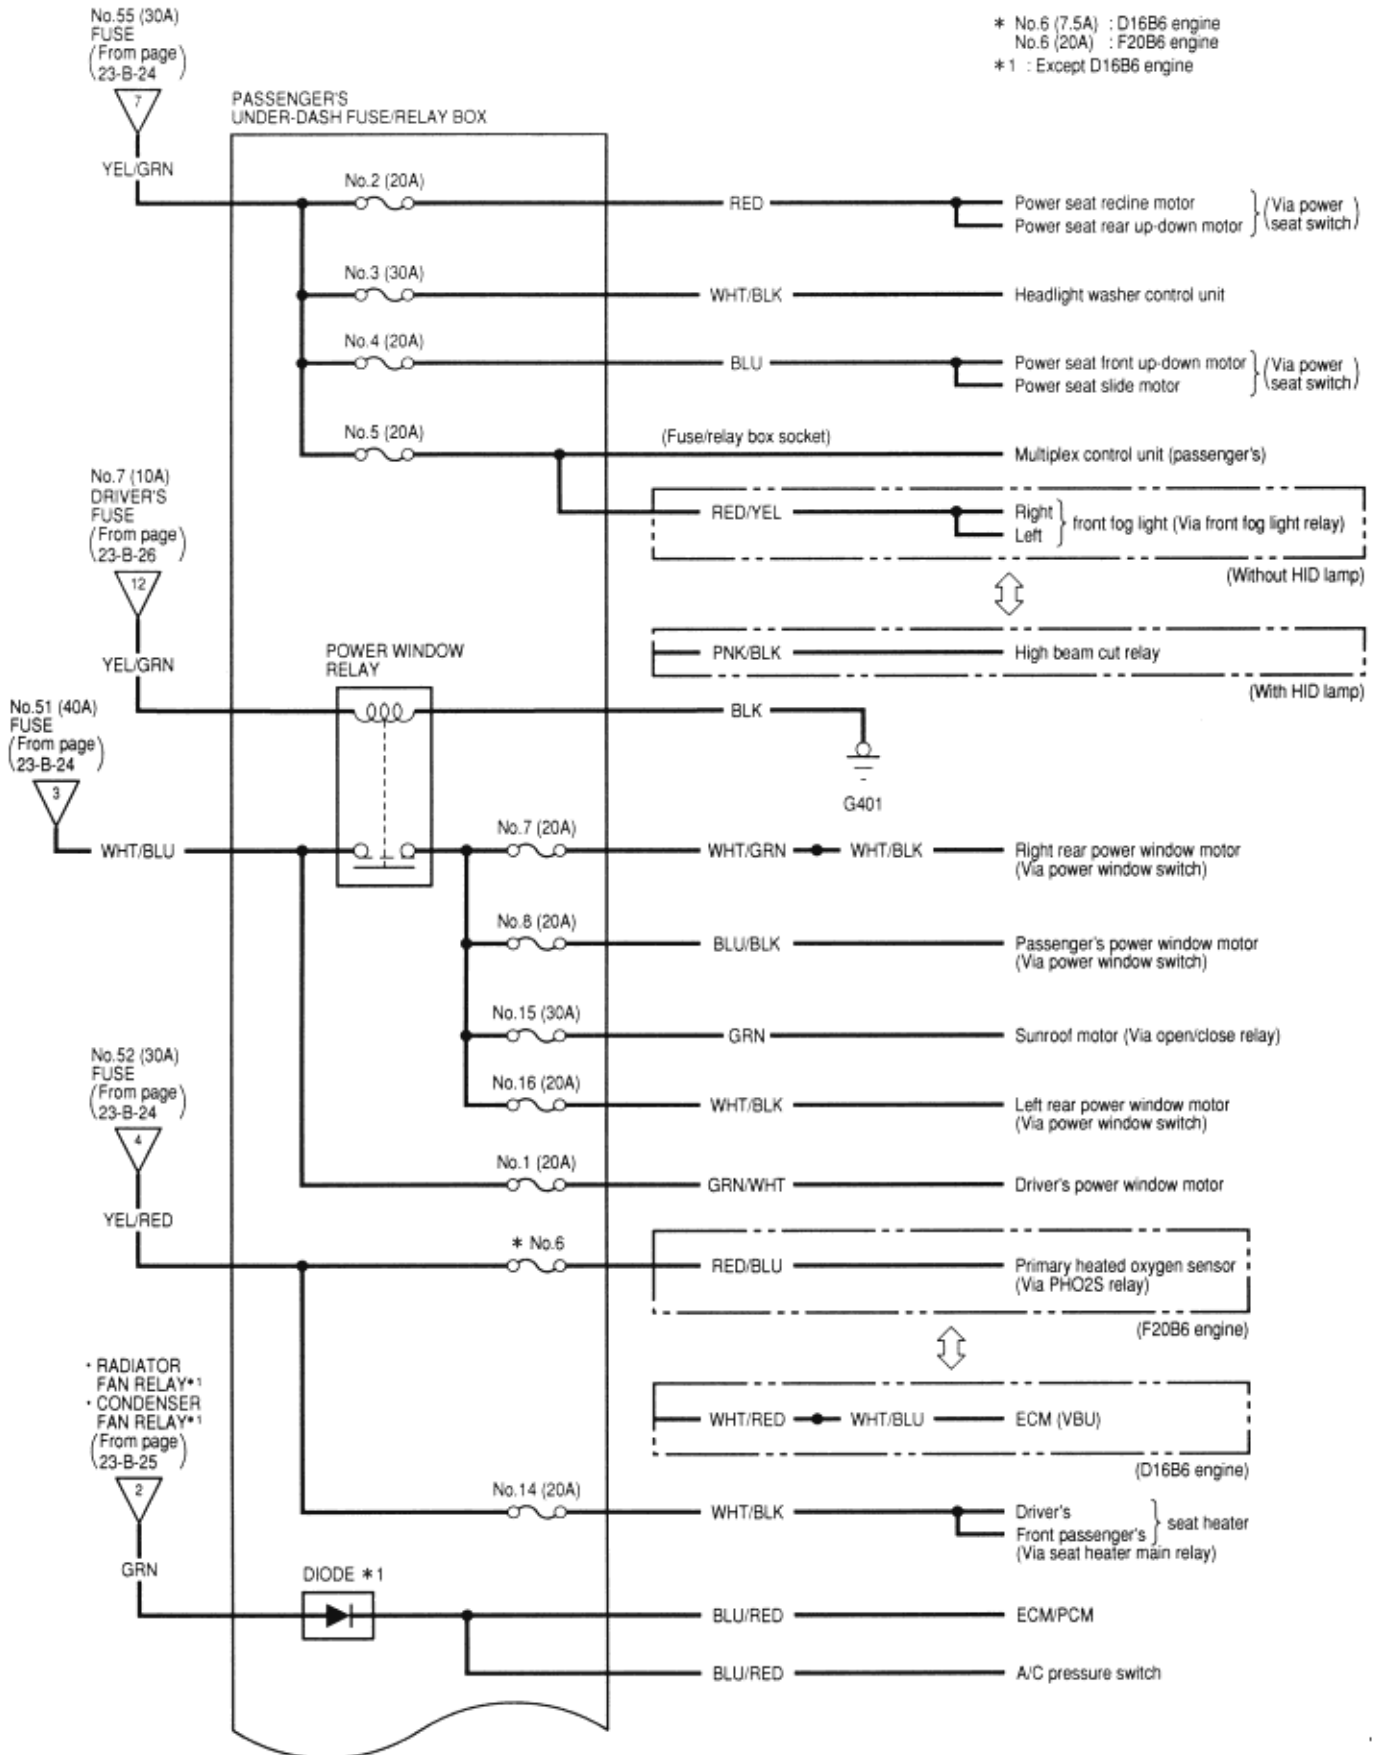 No.55 (30A)
FUSE
(From page
23-B-24)
7
YEL/GRN
* No.6 (7.5A) : D16B6 engine
No.6 (20A) : F20B6 engine
*1 : Except D16B6 engine
PASSENGER'S
UNDER-DASH FUSE/RELAY BOX
No.2 (20A)
RED
Power seat recline motor
Power seat rear up-down motor
(Via power
seat switch)
No.3 (30A)
WHT/BLK
Headlight washer control unit
No.4 (20A)
BLU
Power seat front up-down motor
Power seat slide motor
(Via power
seat switch)
No.5 (20A)
(Fuse/relay box socket)
Multiplex control unit (passenger's)
RED/YEL
Right
Left
front fog light (Via front fog light relay)
(Without HID lamp)
PNK/BLK
High beam cut relay
(With HID lamp)
No.7 (10A)
DRIVER'S
FUSE
(From page
23-B-26)
12
YEL/GRN
POWER WINDOW
RELAY
BLK
G401
No.51 (40A)
FUSE
(From page
23-B-24)
3
WHT/BLU
No.7 (20A)
WHT/GRN
WHT/BLK
Right rear power window motor
(Via power window switch)
No.8 (20A)
BLU/BLK
Passenger's power window motor
(Via power window switch)
No.15 (30A)
GRN
Sunroof motor (Via open/close relay)
No.16 (20A)
WHT/BLK
Left rear power window motor
(Via power window switch)
No.1 (20A)
GRN/WHT
Driver's power window motor
No.52 (30A)
FUSE
(From page
23-B-24)
4
YEL/RED
* No.6
RED/BLU
Primary heated oxygen sensor
(Via PHO2S relay)
(F20B6 engine)
WHT/RED
WHT/BLU
ECM (VBU)
(D16B6 engine)
No.14 (20A)
WHT/BLK
Driver's
Front passenger's
seat heater
(Via seat heater main relay)
• RADIATOR
FAN RELAY*1
• CONDENSER
FAN RELAY*1
(From page
23-B-25)
2
GRN
DIODE *1
BLU/RED
ECM/PCM
BLU/RED
A/C pressure switch